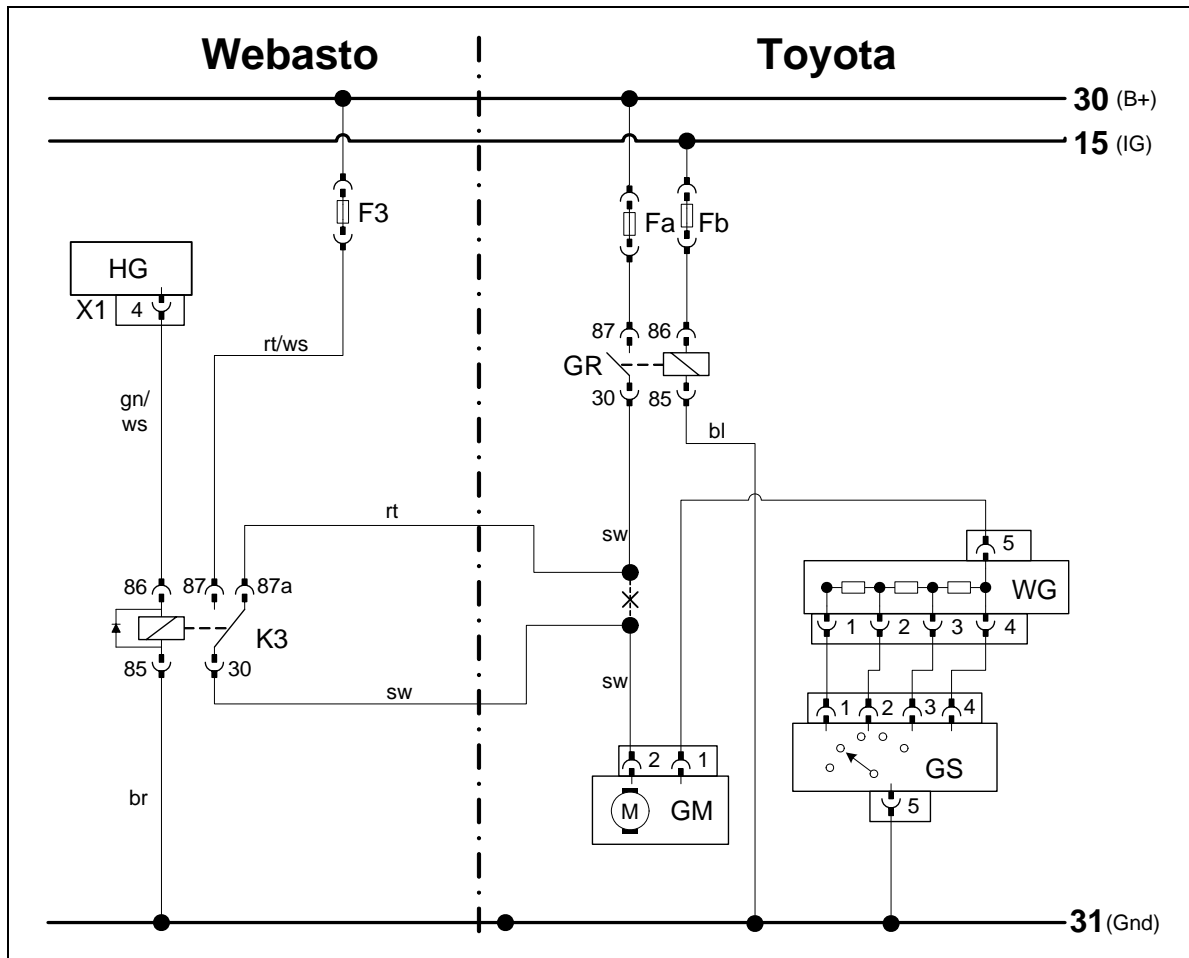 Webasto
Toyota
30 (B+)
15 (IG)
F3
Fa
Fb
HG
X1
4
rt/ws
87
86
GR
30
85
gn/
ws
bl
rt
sw
5
WG
86
87
87a
1
2
3
4
K3
85
30
sw
sw
1
2
3
4
GS
2
1
br
M
GM
5
31 (Gnd)